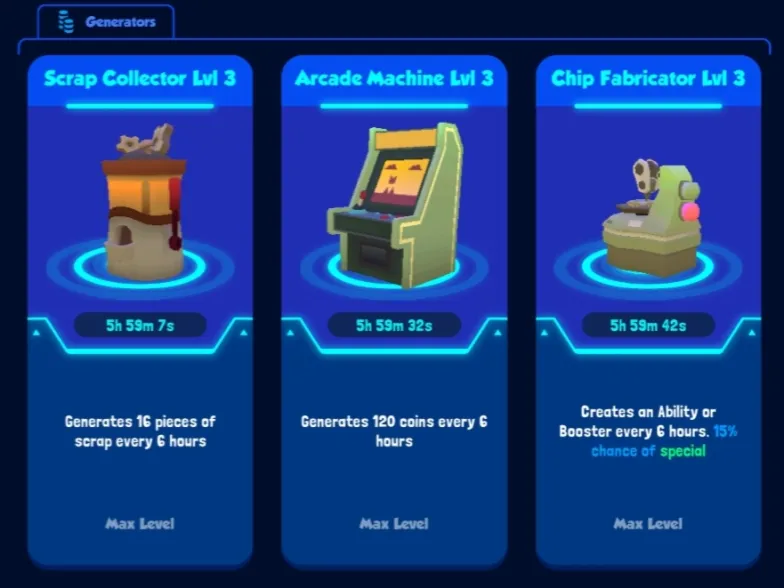 Generators
Scrap Collector Lvl 3
Arcade Machine Lvl 3
Chip Fabricator Lvl 3
5h 59m 7s
5h 59m 32s
5h 59m 42s
Generates 16 pieces of
scrap every 6 hours
Generates 120 coins every 6
hours
Creates an Ability or
Booster every 6 hours. 15%
chance of special
Max Level
Max Level
Max Level